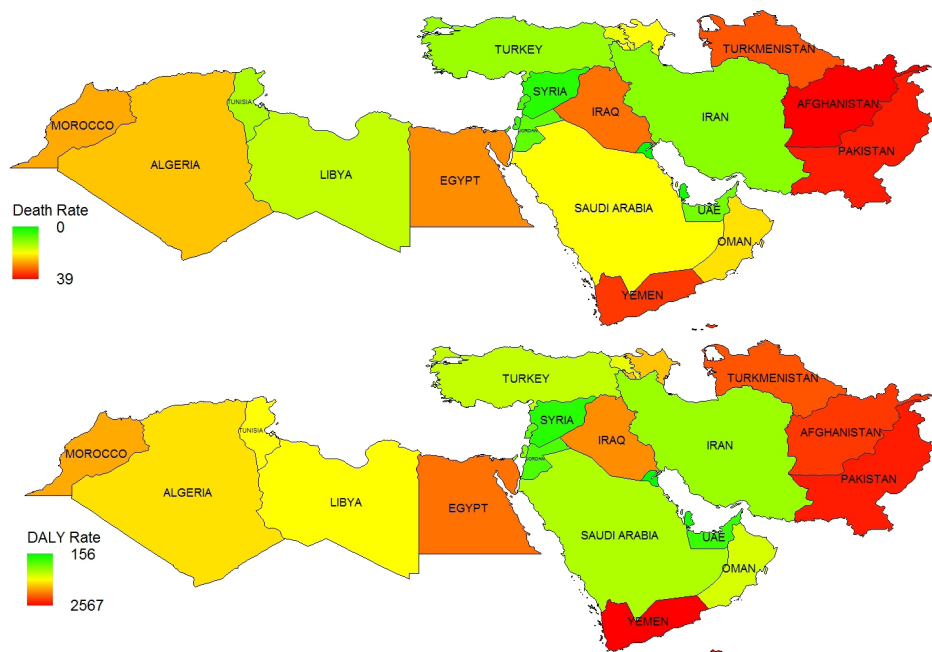 TURKEY
TURKMENISTAN
SYRIA
AFGHANISTAN
TUNISIA
IRAQ
IRAN
MOROCCO
JORDAN
PAKISTAN
ALGERIA
LIBYA
EGYPT
SAUDI ARABIA
UAE
Death Rate
0
OMAN
39
YEMEN
TURKEY
TURKMENISTAN
SYRIA
TUNISIA
AFGHANISTAN
IRAQ
IRAN
MOROCCO
JORDAN
PAKISTAN
ALGERIA
LIBYA
EGYPT
SAUDI ARABIA
UAE
DALY Rate
156
OMAN
2567
YEMEN